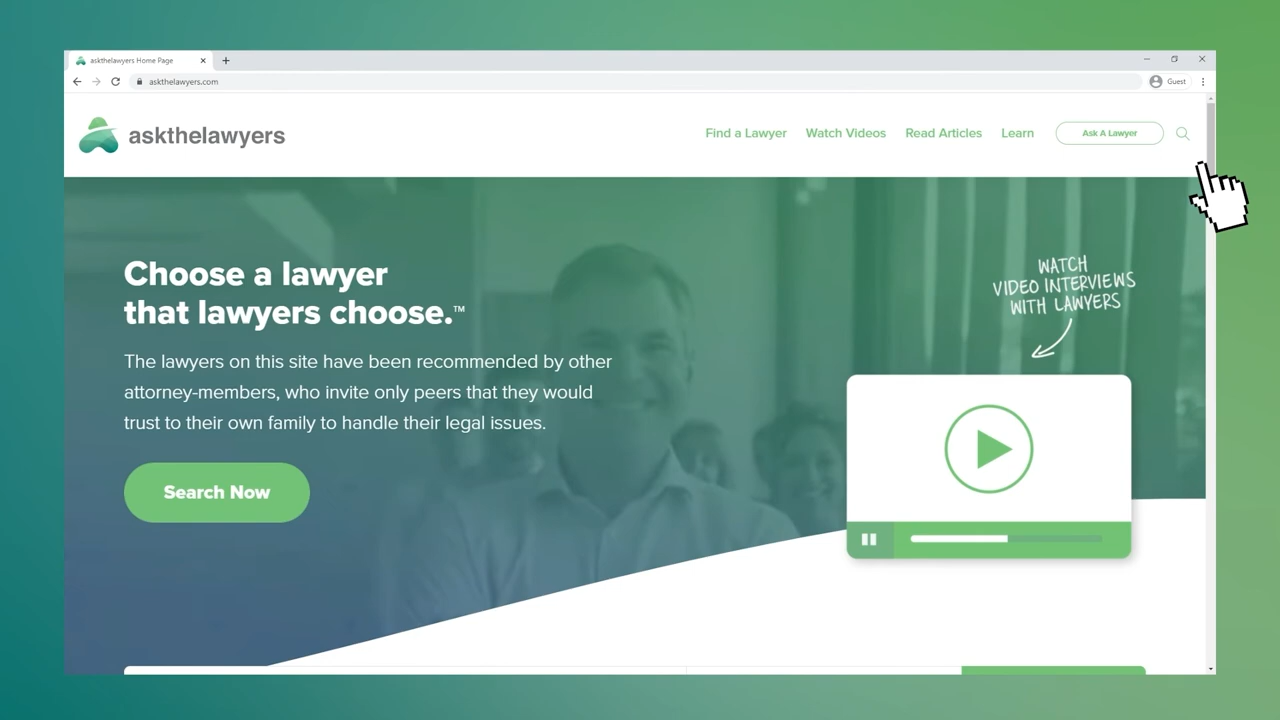 askthelawyers Home Page
askthelawyers.com
Guest
askthelawyers
Find a Lawyer
Watch Videos
Read Articles
Learn
Ask A Lawyer
Choose a lawyer
that lawyers choose.™
WATCH
VIDEO INTERVIEWS
WITH LAWYERS
The lawyers on this site have been recommended by other
attorney-members, who invite only peers that they would
trust to their own family to handle their legal issues.
Search Now